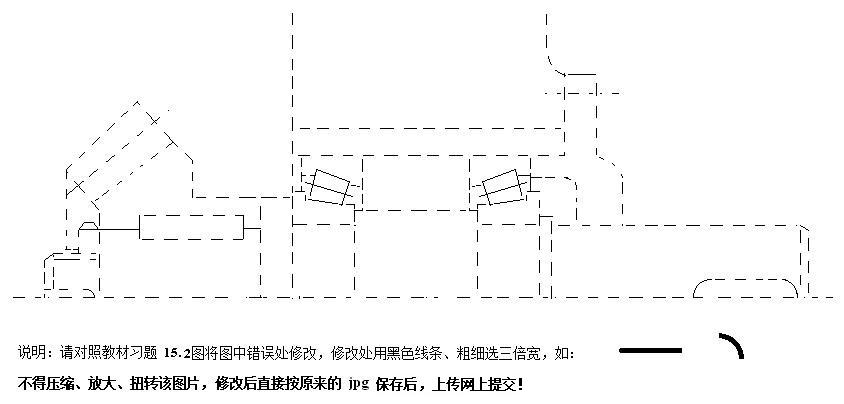 说明：请对照教材习题 15.2图将图中错误处修改，修改处用黑色线条、粗细选三倍宽，如：
不得压缩、放大、扭转该图片，修改后直接按原来的 jpg 保存后，上传网上提交！